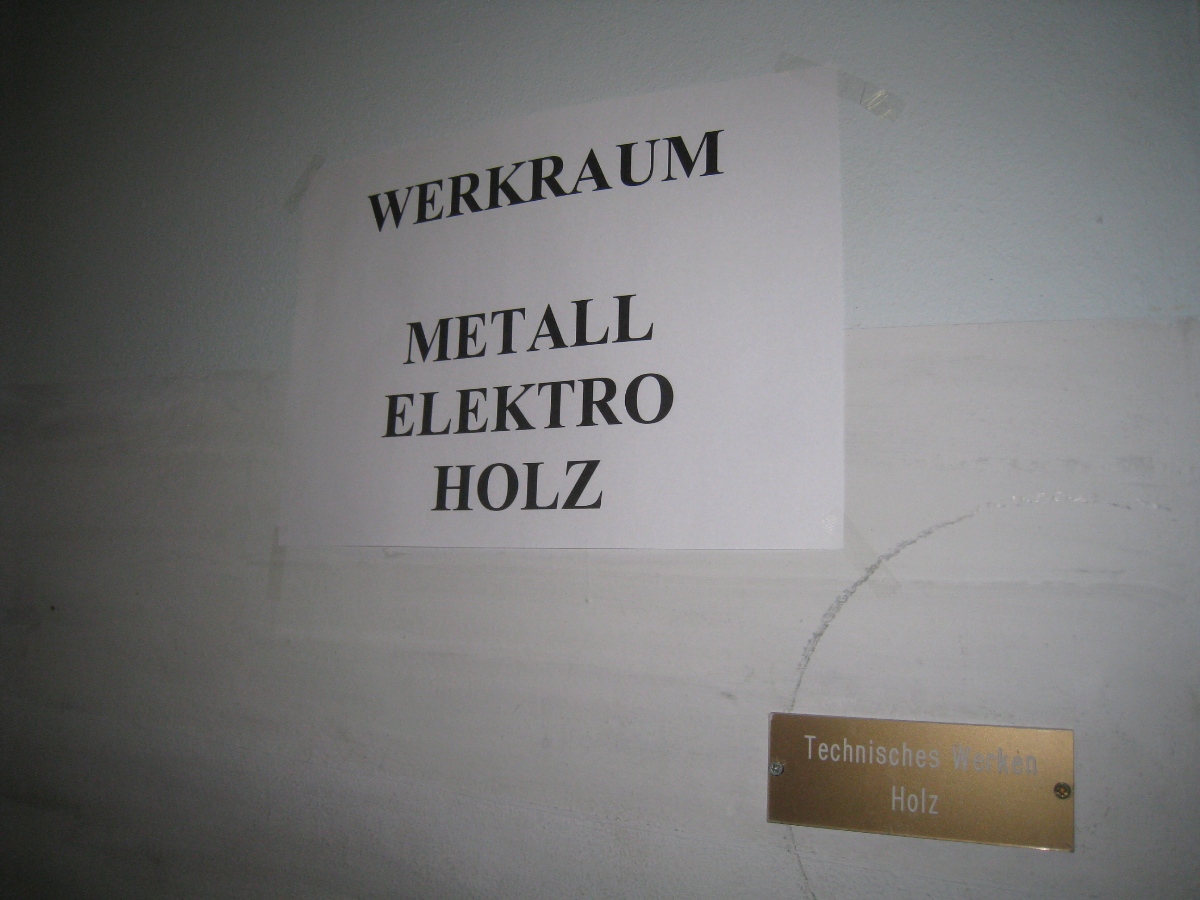 WERKRAUM
METALL
ELEKTRO
HOLZ
Technisches Werken
Holz